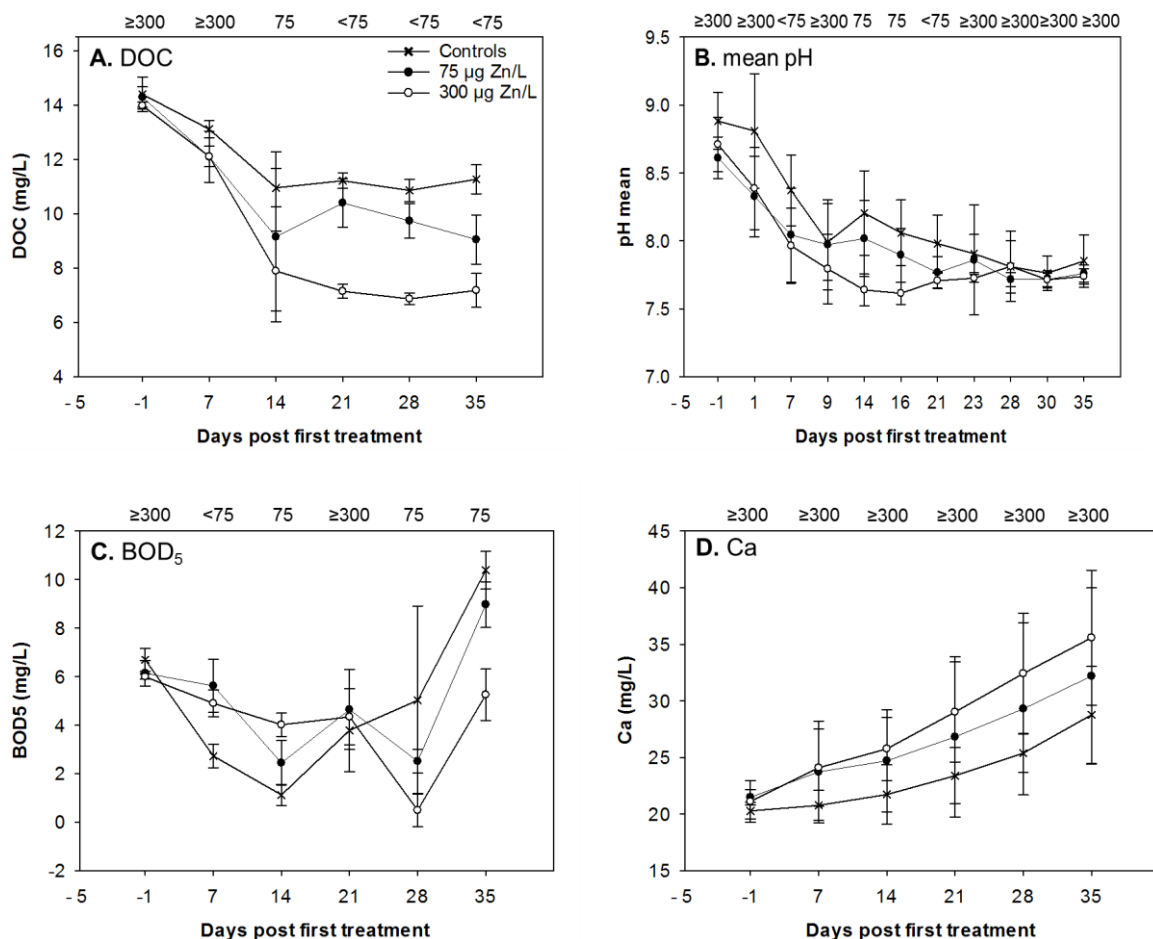 ≥300 ≥300 75 <75 <75 <75
A. DOC
Controls
75 µg Zn/L
300 µg Zn/L
16
14
12
10
8
6
4
DOC (mg/L)
- 5 -1 7 14 21 28 35
Days post first treatment
≥300 ≥300 <75 ≥300 75 75 <75 ≥300 ≥300 ≥300 ≥300
B. mean pH
9.5
9.0
8.5
8.0
7.5
7.0
pH mean
- 5 -1 1 7 9 14 16 21 23 28 30 35
Days post first treatment
≥300 <75 75 ≥300 75 75
C. BOD5
12
10
8
6
4
2
0
-2
BOD5 (mg/L)
- 5 -1 7 14 21 28 35
Days post first treatment
≥300 ≥300 ≥300 ≥300 ≥300 ≥300
D. Ca
45
40
35
30
25
20
15
Ca (mg/L)
- 5 -1 7 14 21 28 35
Days post first treatment